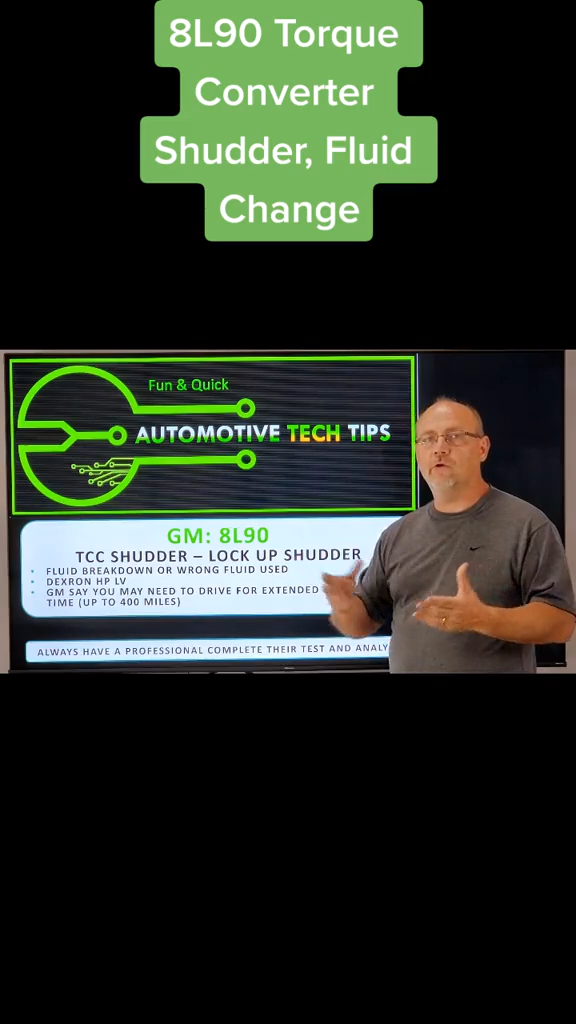 8L90 Torque
Converter
Shudder, Fluid
Change
Fun & Quick
AUTOMOTIVE TECH TIPS
GM: 8L90
TCC SHUDDER – LOCK UP SHUDDER
• FLUID BREAKDOWN OR WRONG FLUID USED
• DEXRON HP LV
• GM SAY YOU MAY NEED TO DRIVE FOR EXTENDED
TIME (UP TO 400 MILES)
ALWAYS HAVE A PROFESSIONAL COMPLETE THEIR TEST AND